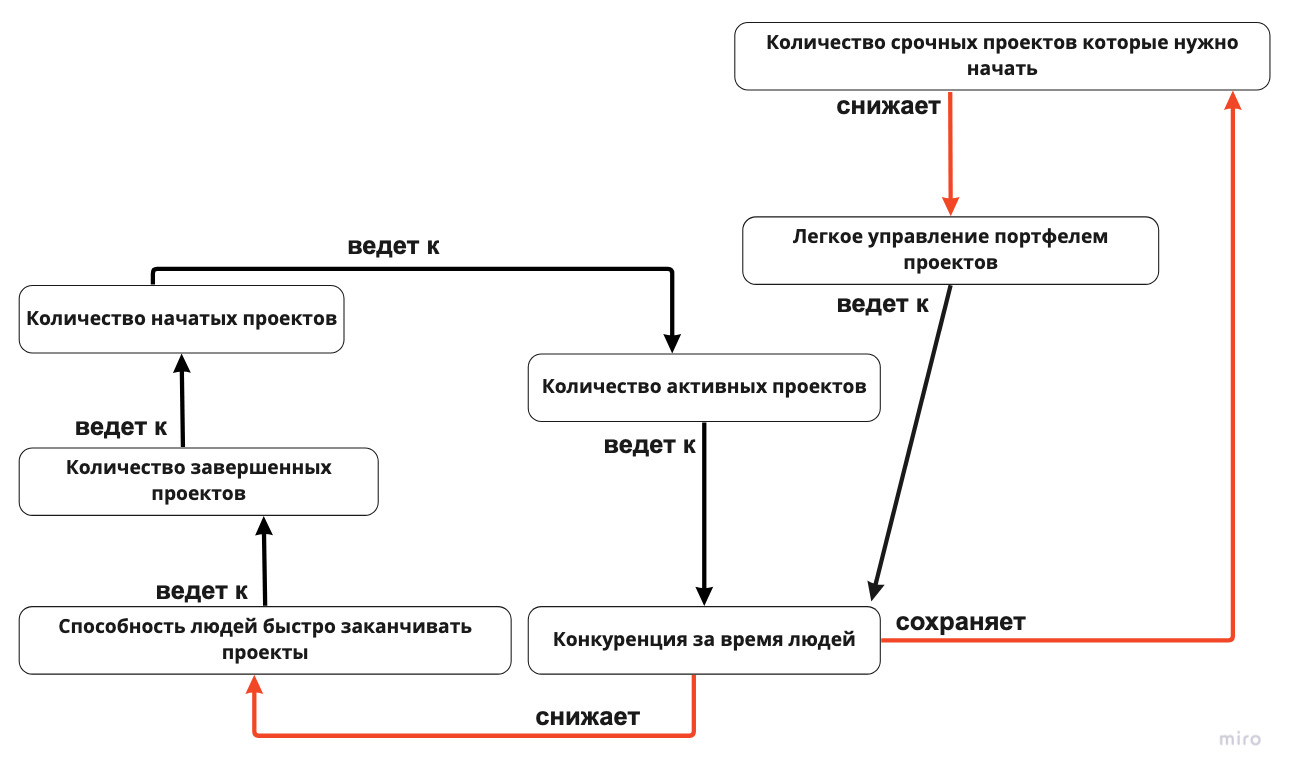 Количество срочных проектов которые нужно
начать
снижает
Легкое управление портфелем
проектов
ведет к
ведет к
Количество начатых проектов
Количество активных проектов
ведет к
ведет к
Количество завершенных
проектов
ведет к
Способность людей быстро заканчивать
проекты
Конкуренция за время людей
сохраняет
снижает
miro